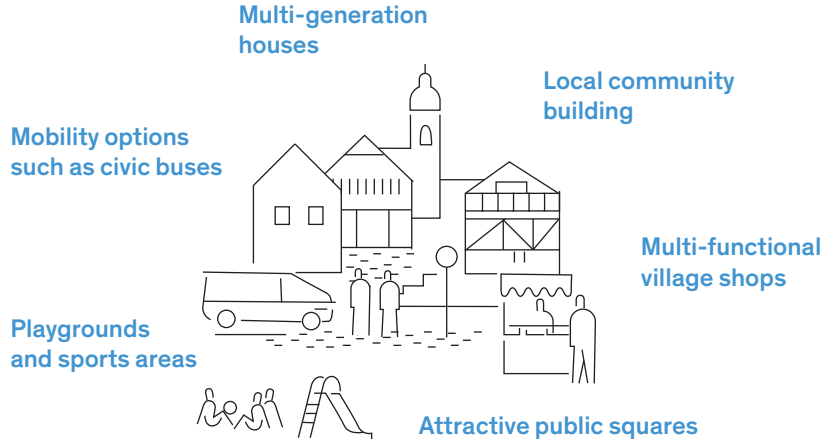 Multi-generation
houses
Local community
building
Mobility options
such as civic buses
Multi-functional
village shops
Playgrounds
and sports areas
Attractive public squares